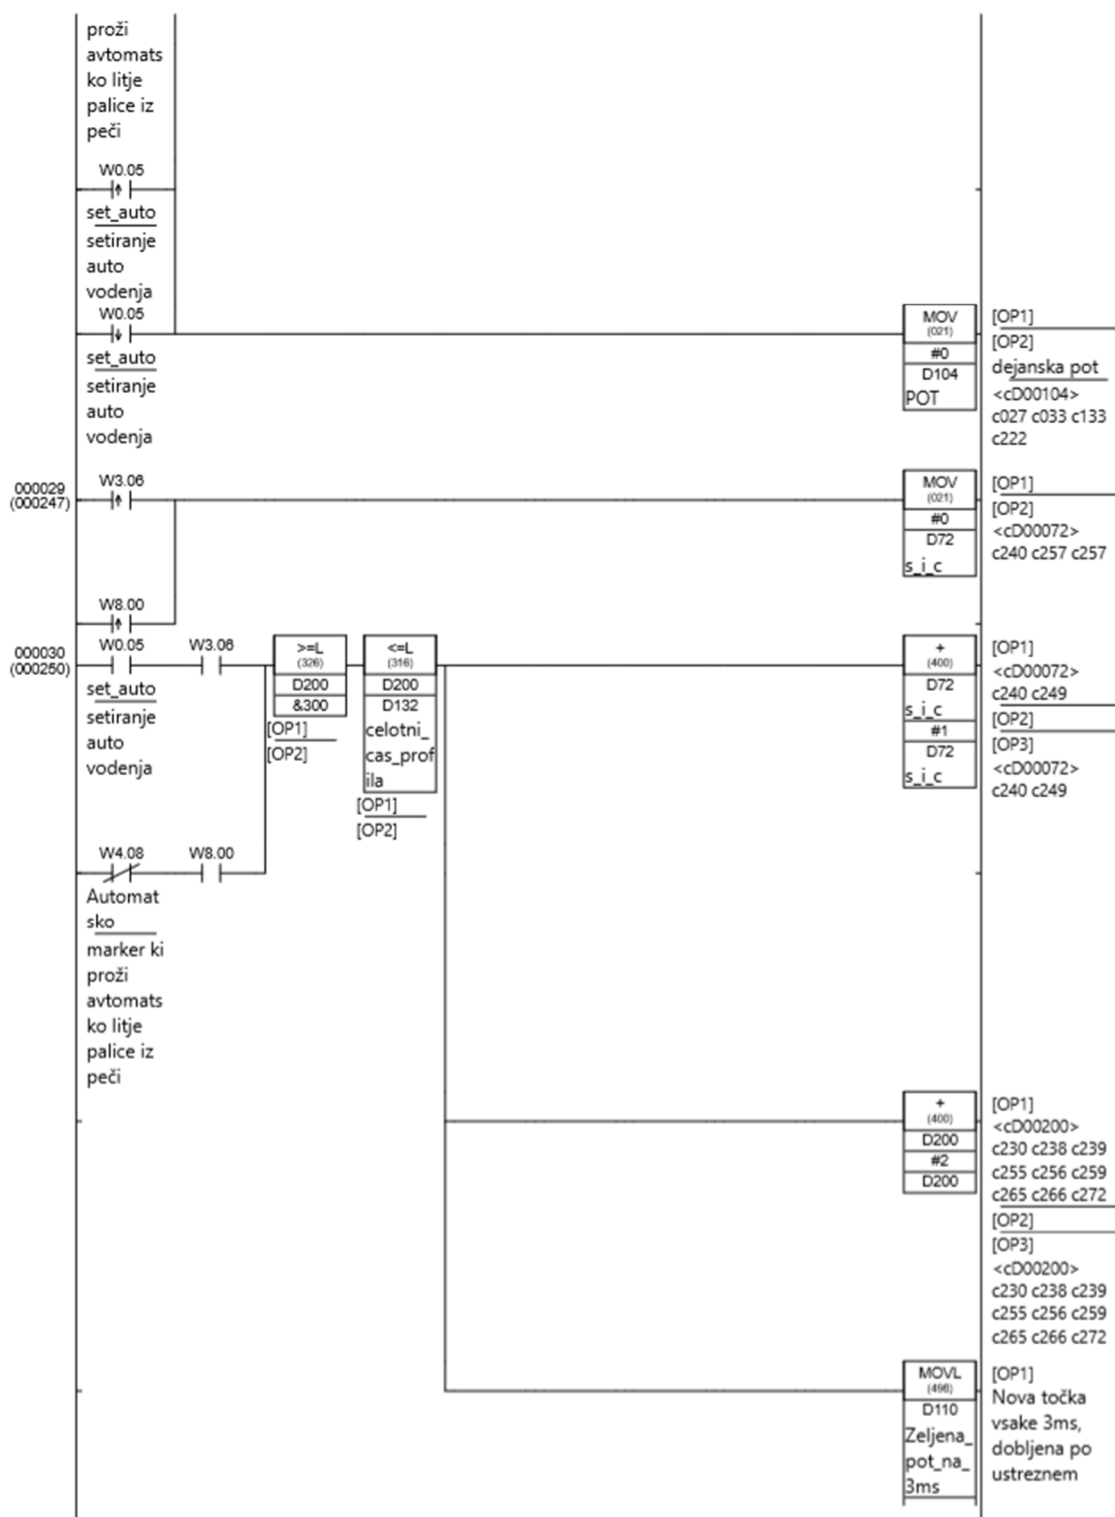 proži
avtomats
ko litje
palice iz
peči
W0.05
set_auto
setiranje
auto
vodenja
W0.05
set_auto
setiranje
auto
vodenja
MOV
(021)
#0
D104
POT
[OP1]
[OP2]
dejanska pot
<cD00104>
c027 c033 c133
c222
000029
(000247)
W3.06
W8.00
MOV
(021)
#0
D72
s_i_c
[OP1]
[OP2]
<cD00072>
c240 c257 c257
000030
(000250)
W0.05
set_auto
setiranje
auto
vodenja
W3.06
>=L
(326)
D200
&300
[OP1]
[OP2]
<=L
(316)
D200
D132
celotni_
cas_prof
ila
[OP1]
[OP2]
+
(400)
D72
s_i_c
#1
D72
s_i_c
[OP1]
<cD00072>
c240 c249
[OP2]
[OP3]
<cD00072>
c240 c249
W4.08
Automat
sko
marker ki
proži
avtomats
ko litje
palice iz
peči
W8.00
+
(400)
D200
#2
D200
[OP1]
<cD00200>
c230 c238 c239
c255 c256 c259
c265 c266 c272
[OP2]
[OP3]
<cD00200>
c230 c238 c239
c255 c256 c259
c265 c266 c272
MOVL
(498)
D110
Zeljena_
pot_na_
3ms
[OP1]
Nova točka
vsake 3ms,
dobljena po
ustreznem